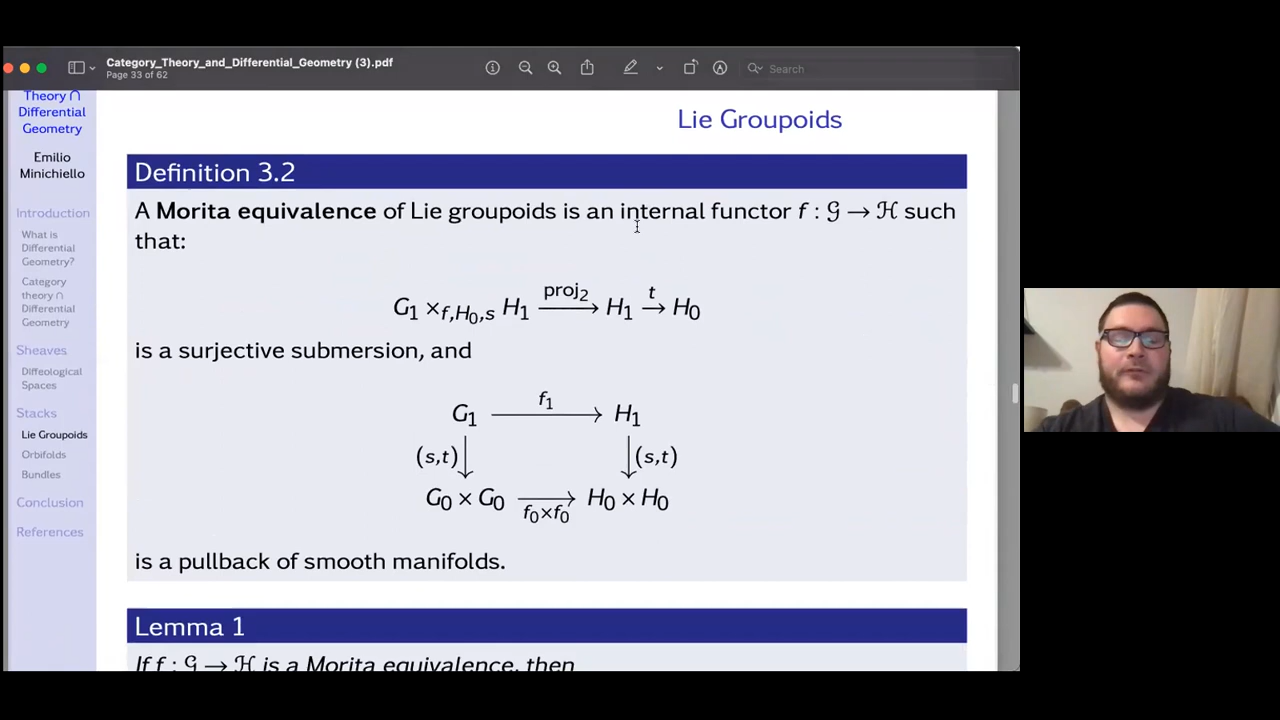 Category_Theory_and_Differential_Geometry (3).pdf
Page 33 of 62
Search
Theory ∩
Differential
Geometry
Emilio
Minichiello
Introduction
What is
Differential
Geometry?
Category
theory ∩
Differential
Geometry
Sheaves
Diffeological
Spaces
Stacks
Lie Groupoids
Orbifolds
Bundles
Conclusion
References
Lie Groupoids
Definition 3.2
A Morita equivalence of Lie groupoids is an internal functor f : 𝒢 → ℋ such
that:
G₁ ×_{f,H₀,s} H₁ —proj₂→ H₁ —t→ H₀
is a surjective submersion, and
G₁ —f₁→ H₁
(s,t)↓ ↓(s,t)
G₀ × G₀ —f₀×f₀→ H₀ × H₀
is a pullback of smooth manifolds.
Lemma 1
If f : 𝒢 → ℋ is a Morita equivalence, then